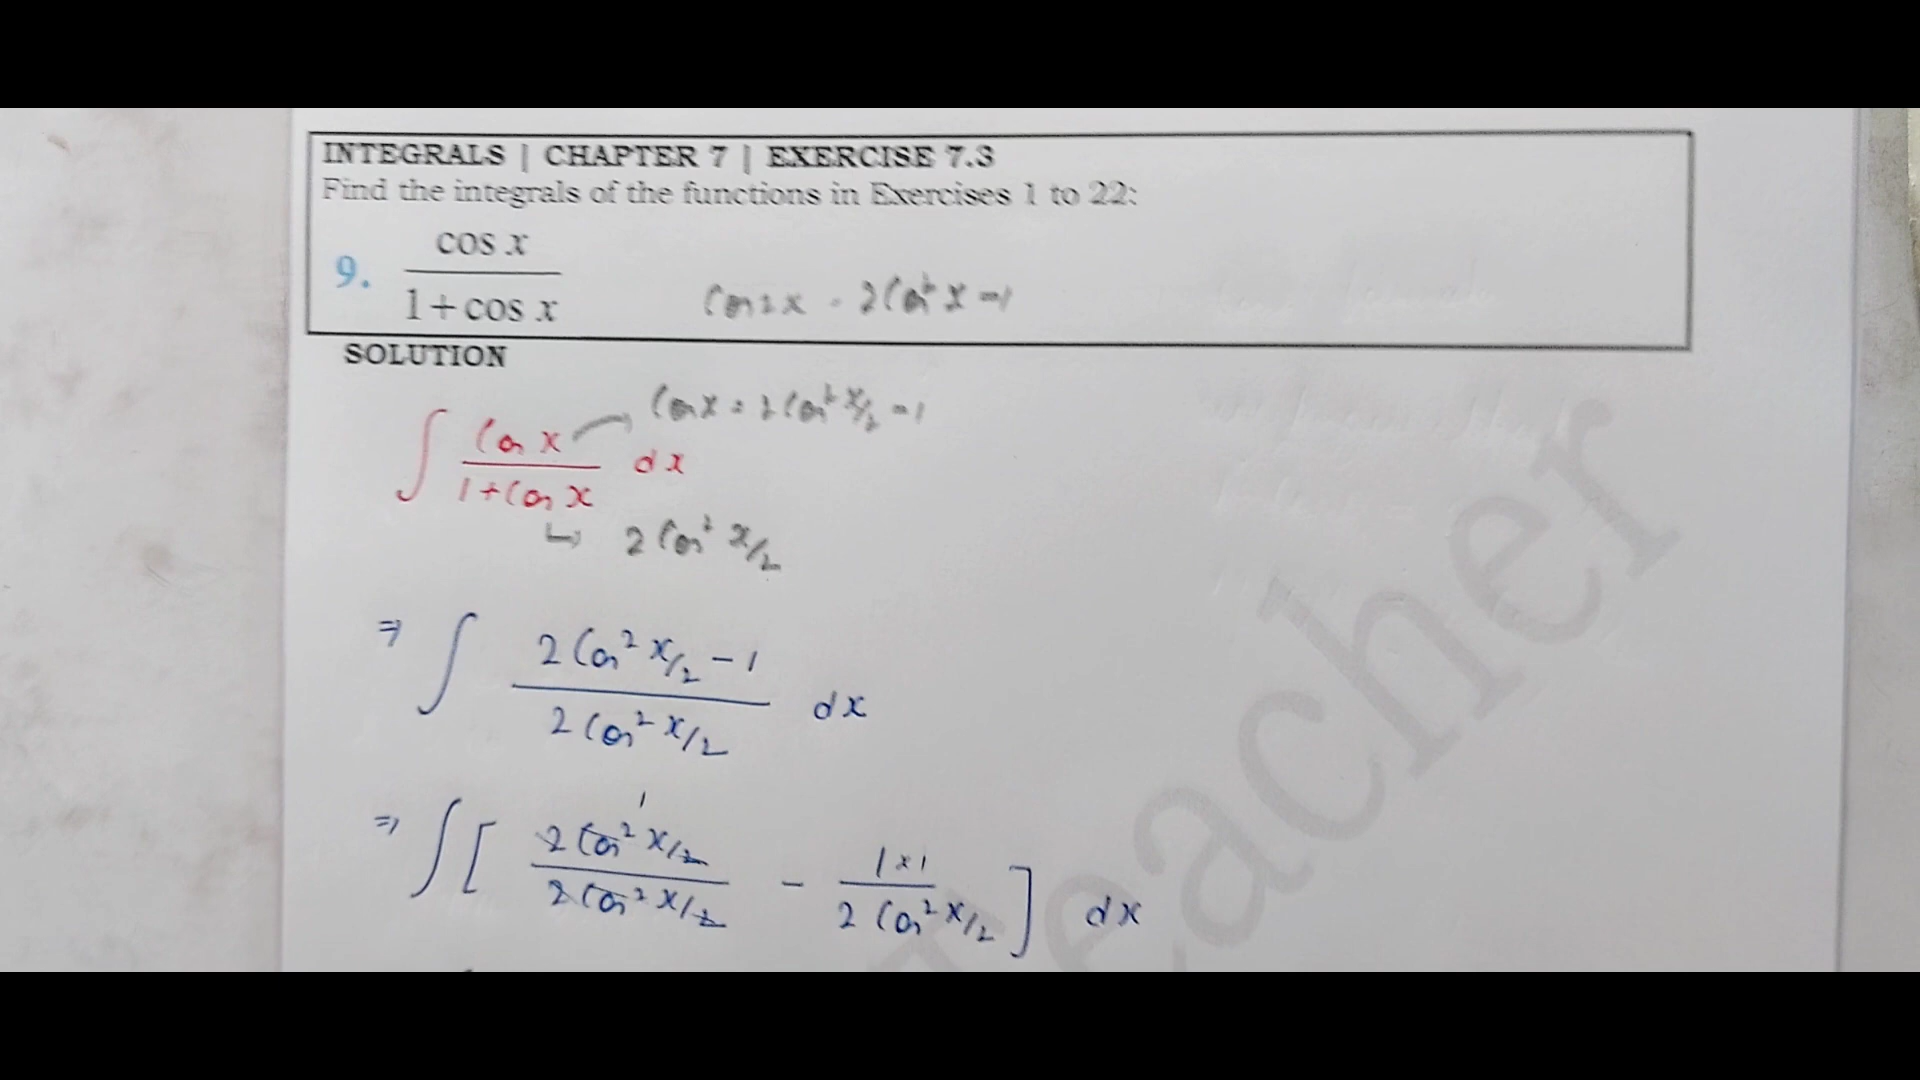 INTEGRALS | CHAPTER 7 | EXERCISE 7.3
Find the integrals of the functions in Exercises 1 to 22:
9. cos x / 1+cos x
Cos 2x = 2Cos² x - 1
SOLUTION
∫ Cos x / 1+Cos x dx
Cos x = 2Cos² x/2 - 1
↳ 2Cos² x/2
⇒ ∫ 2Cos² x/2 - 1 / 2Cos² x/2 dx
⇒ ∫ [ 2Cos² x/2 / 2Cos² x/2 - 1×1 / 2Cos² x/2 ] dx
1
Teacher